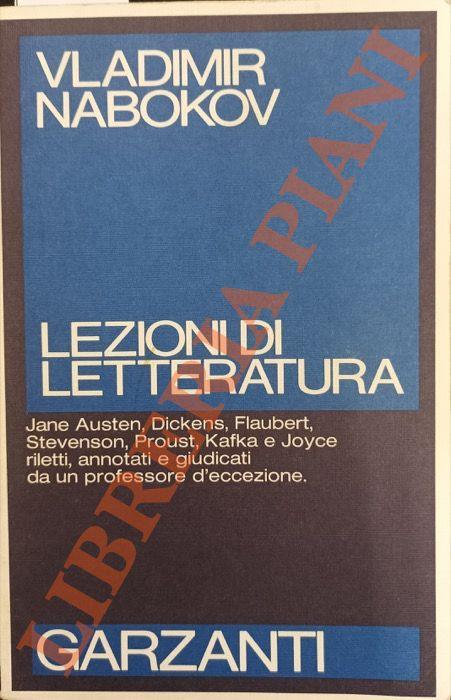 VLADIMIR
NABOKOV
LEZIONI DI
LETTERATURA
Jane Austen, Dickens, Flaubert,
Stevenson, Proust, Kafka e Joyce
riletti, annotati e giudicati
da un professore d'eccezione.
GARZANTI
LIBRERIA PIANI